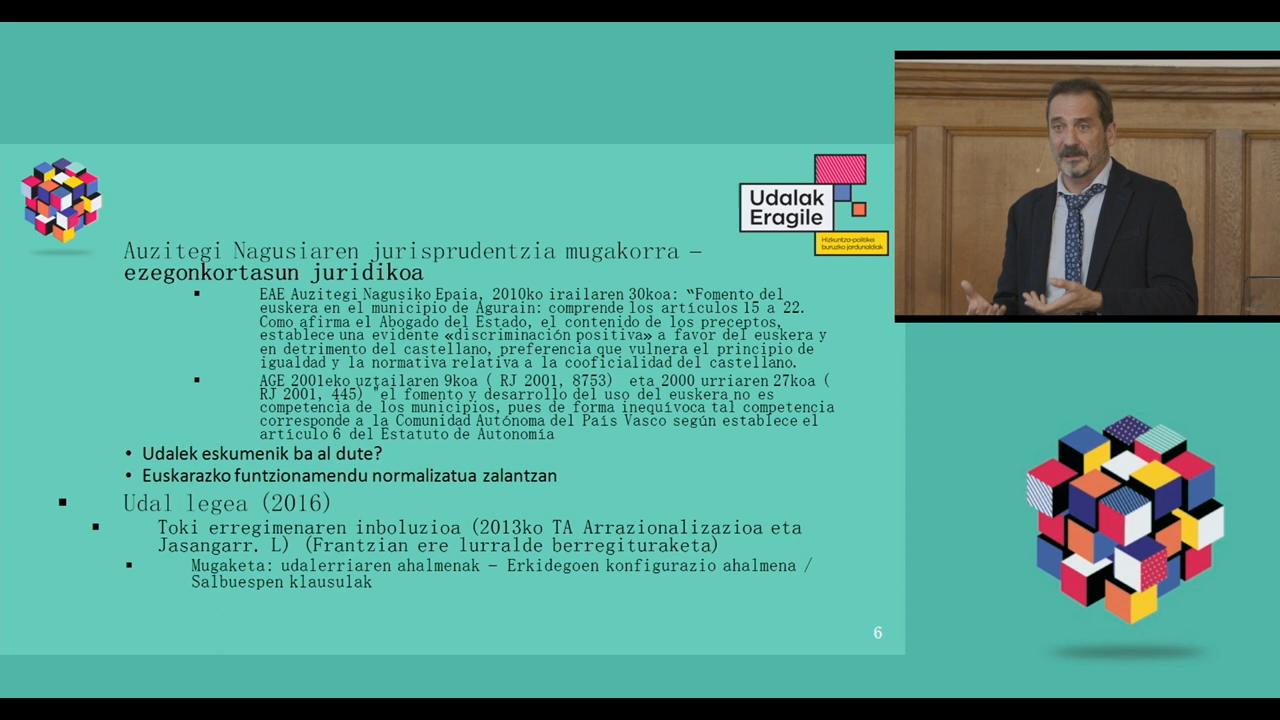 Udalak
Eragile
Hizkuntza-politikei
buruzko jardunaldiak
Auzitegi Nagusiaren jurisprudentzia mugakorra –
ezegonkortasun juridikoa
▪ EAE Auzitegi Nagusiko Epaia, 2010ko irailaren 30koa: “Fomento del
euskera en el municipio de Agurain: comprende los artículos 15 a 22.
Como afirma el Abogado del Estado, el contenido de los preceptos,
establece una evidente «discriminación positiva» a favor del euskera y
en detrimento del castellano, preferencia que vulnera el principio de
igualdad y la normativa relativa a la cooficialidad del castellano.
▪ AGE 2001eko uztailaren 9koa ( RJ 2001, 8753) eta 2000 urriaren 27koa (
RJ 2001, 445) "el fomento y desarrollo del uso del euskera no es
competencia de los municipios, pues de forma inequívoca tal competencia
corresponde a la Comunidad Autónoma del País Vasco según establece el
artículo 6 del Estatuto de Autonomía
• Udalek eskumenik ba al dute?
• Euskarazko funtzionamendu normalizatua zalantzan
▪ Udal legea (2016)
▪ Toki erregimenaren inboluzioa (2013ko TA Arrazionalizazioa eta
Jasangarr. L) (Frantzian ere lurralde berregituraketa)
▪ Mugaketa: udalerriaren ahalmenak – Erkidegoen konfigurazio ahalmena /
Salbuespen klausulak
6